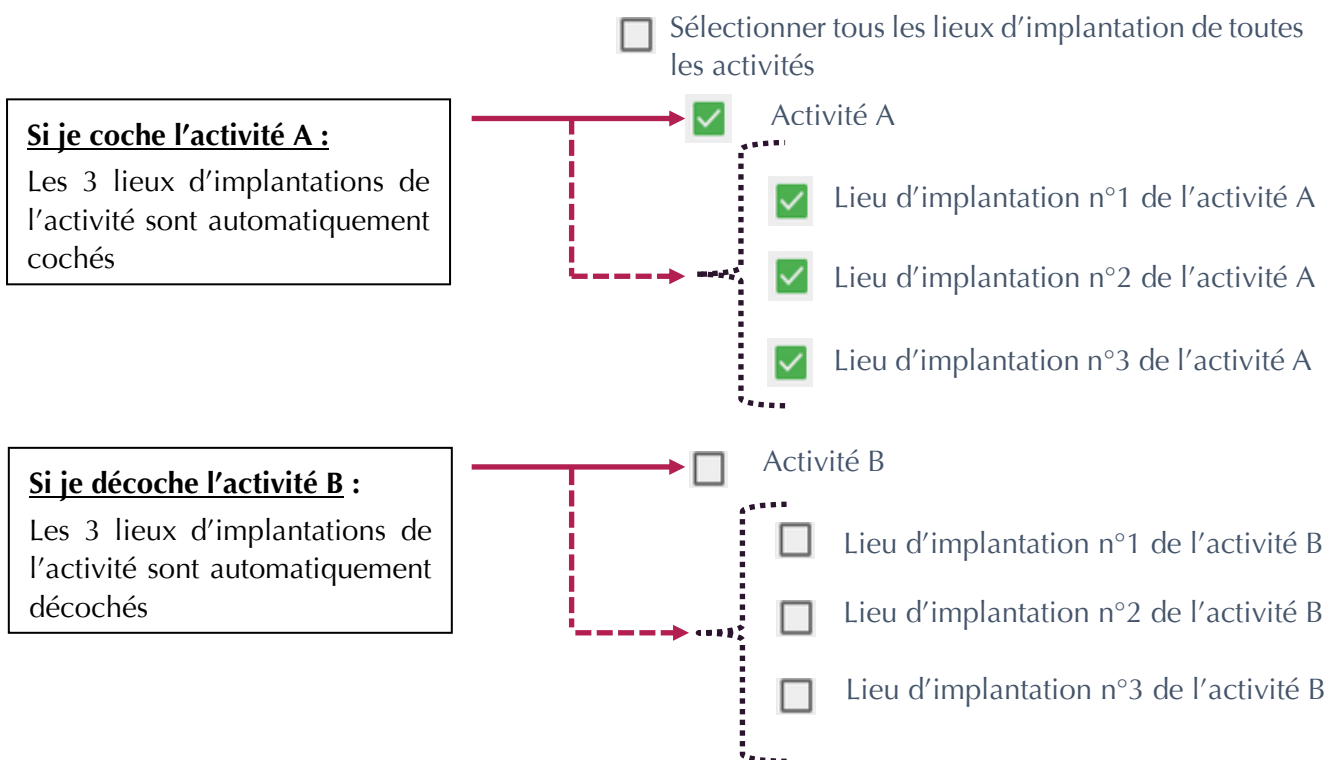 Sélectionner tous les lieux d'implantation de toutes
les activités
Si je coche l'activité A :
Les 3 lieux d'implantations de
l'activité sont automatiquement
cochés
Activité A
Lieu d'implantation n°1 de l'activité A
Lieu d'implantation n°2 de l'activité A
Lieu d'implantation n°3 de l'activité A
Si je décoche l'activité B :
Les 3 lieux d'implantations de
l'activité sont automatiquement
décochés
Activité B
Lieu d'implantation n°1 de l'activité B
Lieu d'implantation n°2 de l'activité B
Lieu d'implantation n°3 de l'activité B